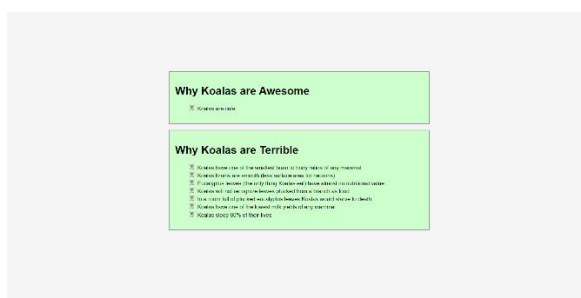 Why Koalas are Awesome
Koalas are cute
Why Koalas are Terrible
Koalas have one of the smallest brain to body ratios of any mammal
Koalas brains are smooth (less surface area for neurons)
Eucalyptus leaves (the only thing Koalas eat) have almost no nutritional value
Koalas will not recognize leaves plucked from a branch as food
In a room full of plucked eucalyptus leaves Koalas would starve to death
Koalas have one of the lowest milk yields of any mammal
Koalas sleep 80% of their lives